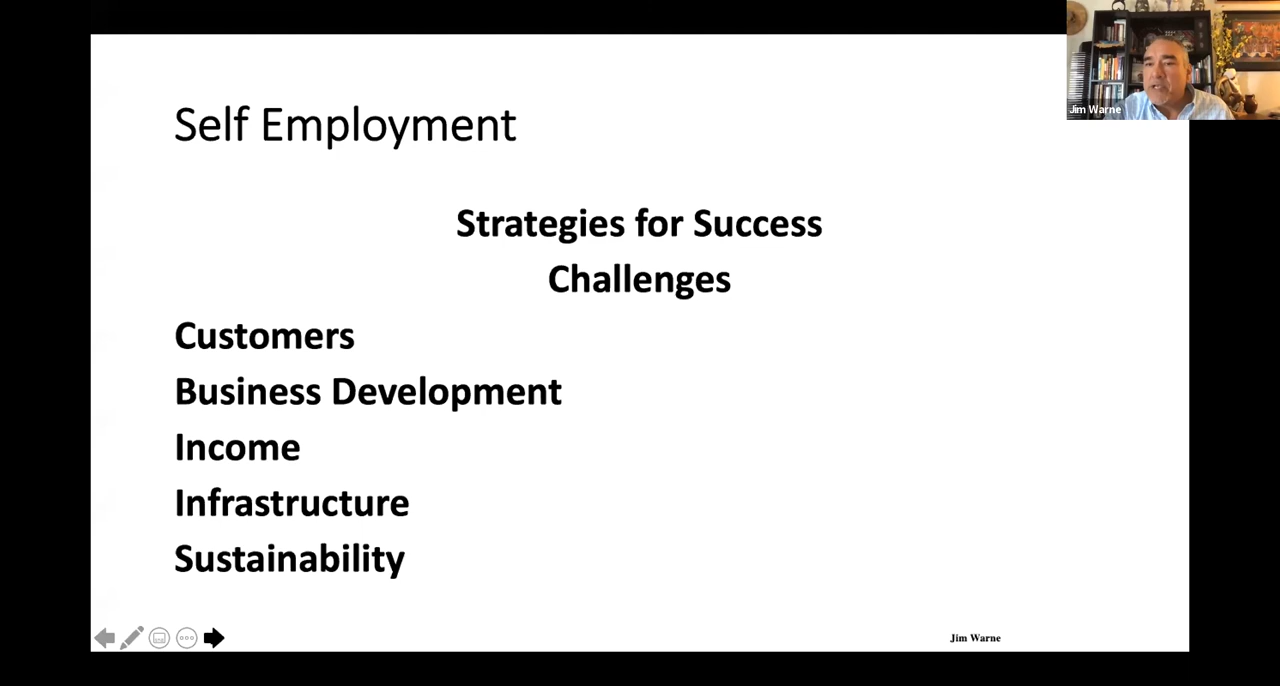 Self Employment
Jim Warne
Strategies for Success
Challenges
Customers
Business Development
Income
Infrastructure
Sustainability
Jim Warne